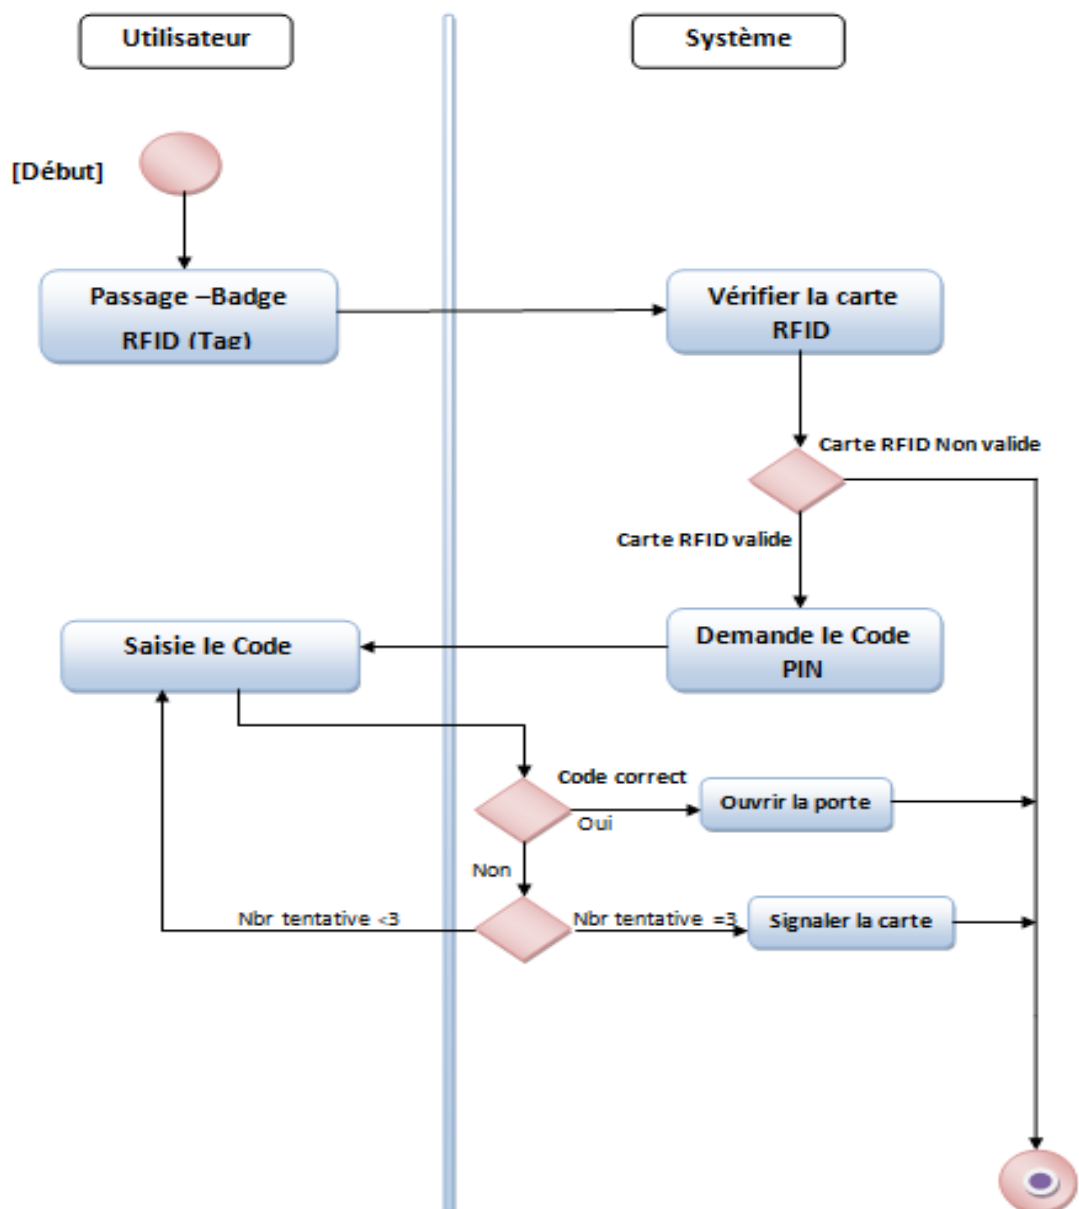 Utilisateur
Système
[Début]
Passage –Badge
RFID (Tag)
Vérifier la carte
RFID
Carte RFID Non valide
Carte RFID valide
Saisie le Code
Demande le Code
PIN
Code correct
Ouvrir la porte
Oui
Non
Nbr tentative <3
Nbr tentative =3
Signaler la carte